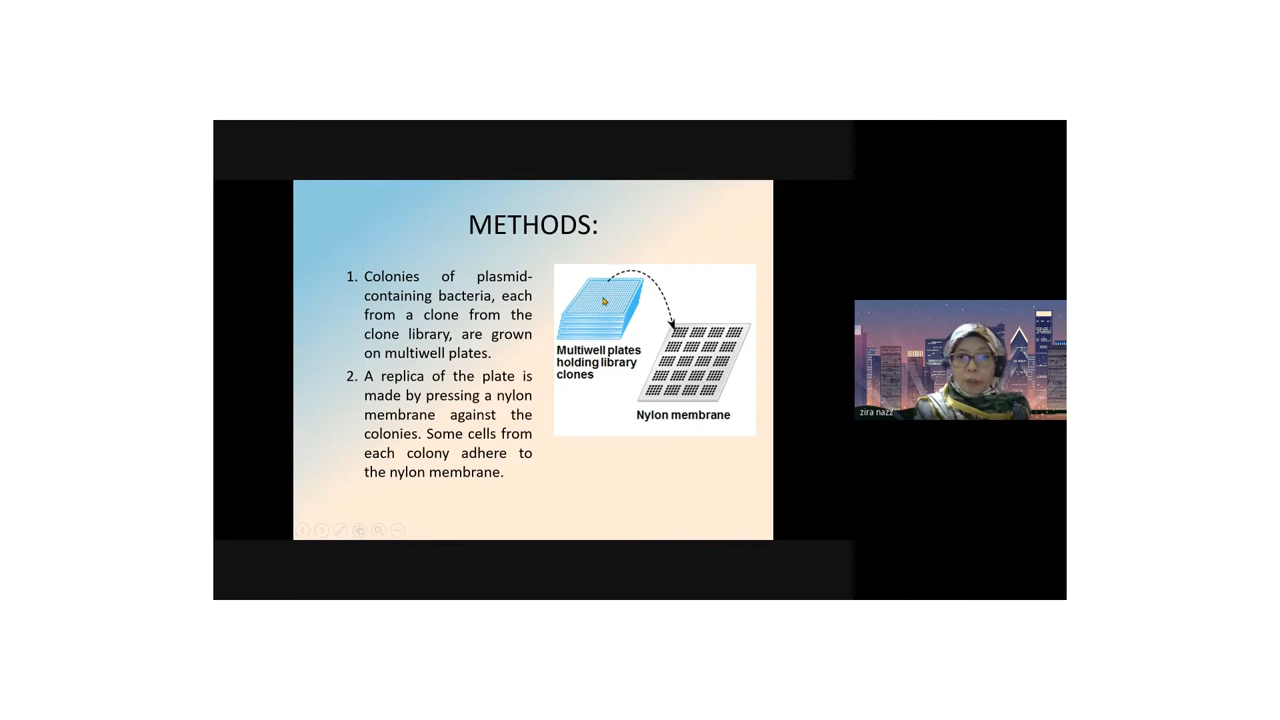 METHODS:
1. Colonies of plasmid-
containing bacteria, each
from a clone from the
clone library, are grown
on multiwell plates.
2. A replica of the plate is
made by pressing a nylon
membrane against the
colonies. Some cells from
each colony adhere to
the nylon membrane.
Multiwell plates
holding library
clones
Nylon membrane
zira nazz